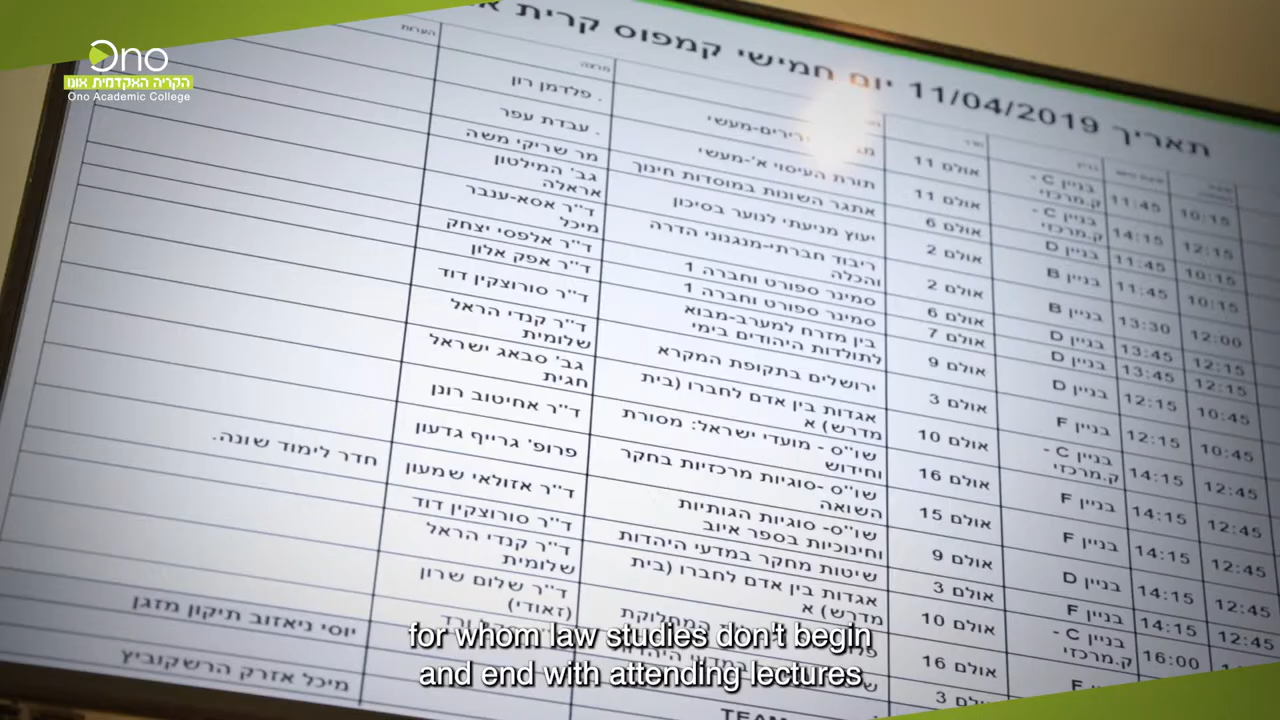 Ono
הקריה האקדמית אונו
Ono Academic College
תאריך 11/04/2019 יום חמישי קמפוס קרית
הערות
מרצה
10:15 11:45 בניין C - ק.מרכזי אולם 11 פלדמן רון
12:15 14:15 בניין C - ק.מרכזי אולם 11 תורת העיסוי א'-מעשי עבדת עפר
10:15 11:45 בניין D אולם 6 אתגר השונות במוסדות חינוך מר שריקי משה
10:15 11:45 בניין B אולם 2 יעוץ מניעתי לנוער בסיכון גב' המילטון אראלה
12:00 13:30 בניין B אולם 2 ריבוד חברתי-מנגנוני הדרה והכלה ד"ר אסא-ענבר מיכל
12:15 13:45 בניין D אולם 6 סמינר ספורט וחברה 1 ד"ר אלפסי יצחק
12:15 13:45 בניין D אולם 7 סמינר ספורט וחברה 1 ד"ר אפק אלון
10:45 12:15 בניין D אולם 9 בין מזרח למערב-מבוא לתולדות היהודים בימי ד"ר סורוצקין דוד
10:45 12:15 בניין F אולם 3 ירושלים בתקופת המקרא ד"ר קנדי הראל שלומית
12:45 14:15 בניין C - ק.מרכזי אולם 10 אגדות בין אדם לחברו (בית מדרש) א גב' סבאג ישראל חגית
12:45 14:15 בניין F אולם 16 שו"ס - מועדי ישראל: מסורת וחידוש ד"ר אחיטוב רונן
12:45 14:15 בניין F אולם 15 שו"ס -סוגיות מרכזיות בחקר השואה פרופ' גרייף גדעון
12:45 14:15 בניין D אולם 9 שו"ס- סוגיות הגותיות וחינוכיות בספר איוב ד"ר אזולאי שמעון חדר לימוד שונה.
12:45 14:15 בניין F אולם 3 שיטות מחקר במדעי היהדות ד"ר סורוצקין דוד
16:00 בניין C - ק.מרכזי אולם 10 אגדות בין אדם לחברו (בית מדרש) א ד"ר קנדי הראל שלומית
אולם 16 המחלוקת ד"ר שלום שרון (זאודי)
אולם 3
יוסי ניאזוב תיקון מזגן
TEAM מיכל אזרק הרשקוביץ
for whom law studies don't begin
and end with attending lectures